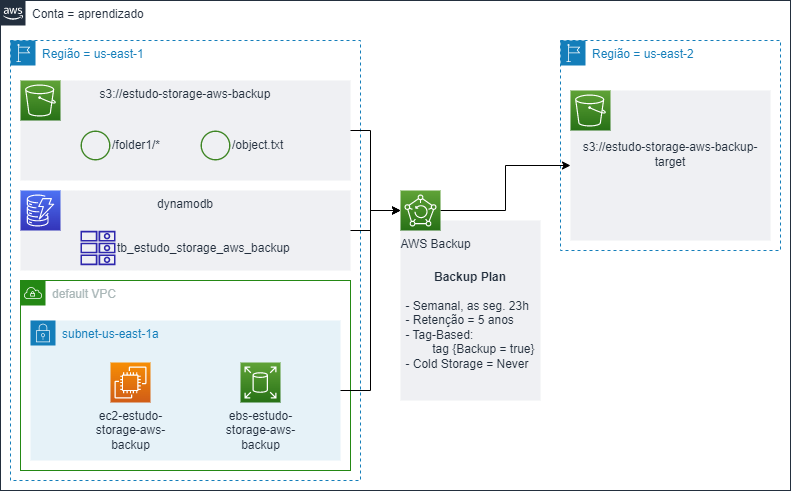 aws
Conta = aprendizado
Região = us-east-1
s3://estudo-storage-aws-backup
/folder1/*
/object.txt
dynamodb
tb_estudo_storage_aws_backup
default VPC
subnet-us-east-1a
ec2-estudo-
storage-aws-
backup
ebs-estudo-
storage-aws-
backup
AWS Backup
Backup Plan
- Semanal, as seg. 23h
- Retenção = 5 anos
- Tag-Based:
tag {Backup = true}
- Cold Storage = Never
Região = us-east-2
s3://estudo-storage-aws-backup-
target